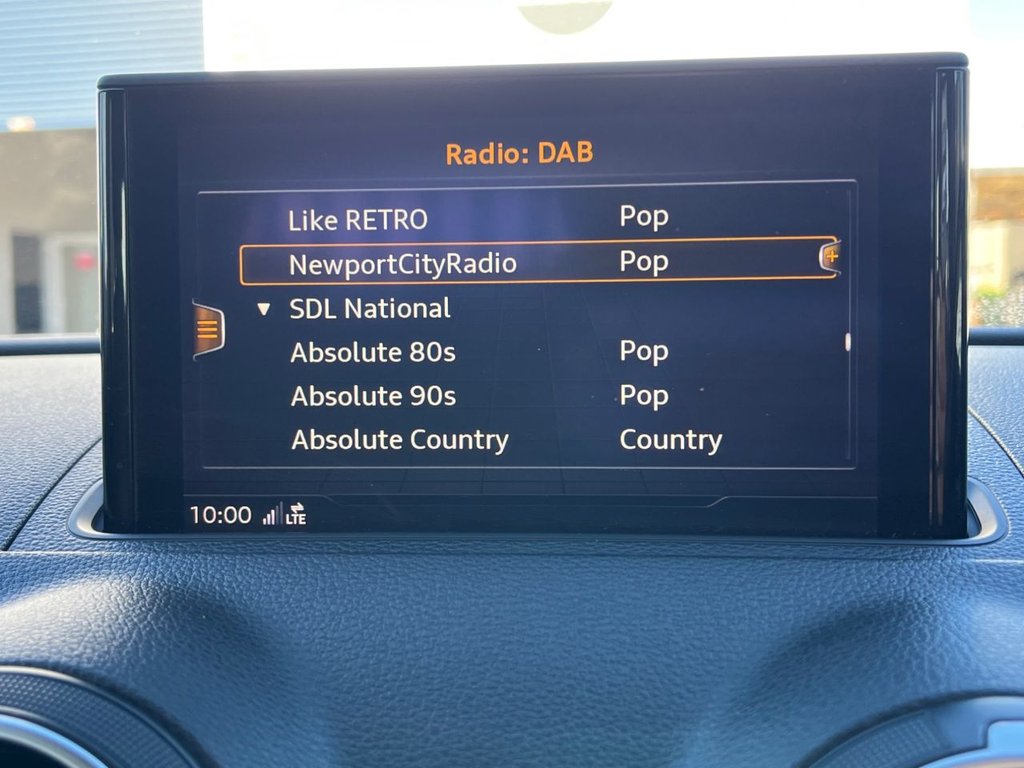 Radio: DAB
Like RETRO Pop
NewportCityRadio Pop
SDL National
Absolute 80s Pop
Absolute 90s Pop
Absolute Country Country
10:00 LTE